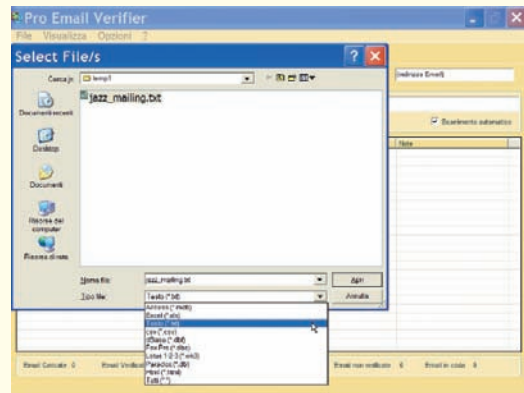 Pro Email Verifier
File Visualizza Opzioni ?
Select File/s
Cerca in: temp1
jazz_mailing.txt
Documenti recenti
Desktop
Documenti
Risorse del computer
Risorse di rete
Nome file: jazz_mailing.txt
Apri
Tipo file: Testo (*.txt)
Annulla
Access (*.mdb)
Excel (*.xls)
Testo (*.txt)
csv (*.csv)
dBase (*.dbf)
FoxPro (*.dbc)
Lotus 1-2-3 (*.wk3)
Paradox (*.db)
Html (*.html)
Tutti (*.*)
Indirizzo Email)
Inserimento automatico
Note
Email Caricate 0
Email non verificate 0
Email in coda 0